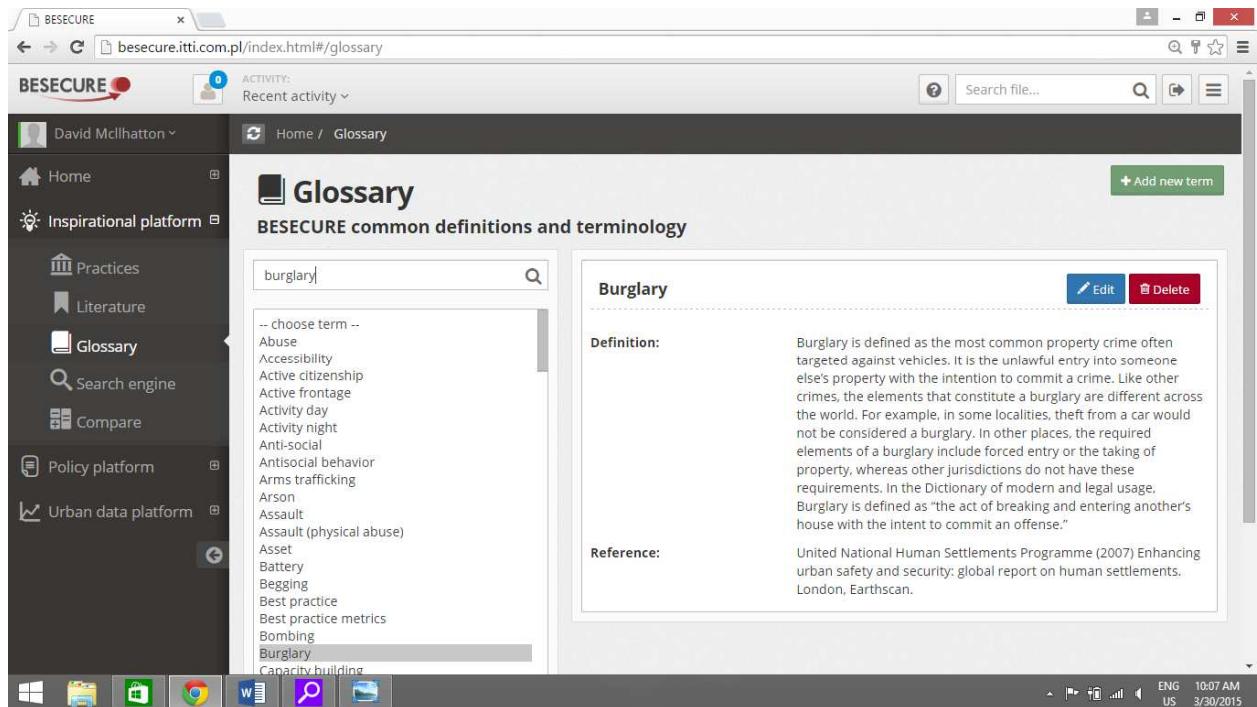 BESECURE
besecure.itti.com.pl/index.html#/glossary
BESECURE
0
ACTIVITY:
Recent activity
Search file...
David McIlhatton
Home / Glossary
Home
Inspirational platform
Practices
Literature
Glossary
Search engine
Compare
Policy platform
Urban data platform
Glossary
+ Add new term
BESECURE common definitions and terminology
burglary
-- choose term --
Abuse
Accessibility
Active citizenship
Active frontage
Activity day
Activity night
Anti-social
Antisocial behavior
Arms trafficking
Arson
Assault
Assault (physical abuse)
Asset
Battery
Begging
Best practice
Best practice metrics
Bombing
Burglary
Capacity building
Burglary
Edit
Delete
Definition:
Burglary is defined as the most common property crime often
targeted against vehicles. It is the unlawful entry into someone
else's property with the intention to commit a crime. Like other
crimes, the elements that constitute a burglary are different across
the world. For example, in some localities, theft from a car would
not be considered a burglary. In other places, the required
elements of a burglary include forced entry or the taking of
property, whereas other jurisdictions do not have these
requirements. In the Dictionary of modern and legal usage,
Burglary is defined as "the act of breaking and entering another's
house with the intent to commit an offense."
Reference:
United National Human Settlements Programme (2007) Enhancing
urban safety and security: global report on human settlements.
London, Earthscan.
ENG
US
10:07 AM
3/30/2015